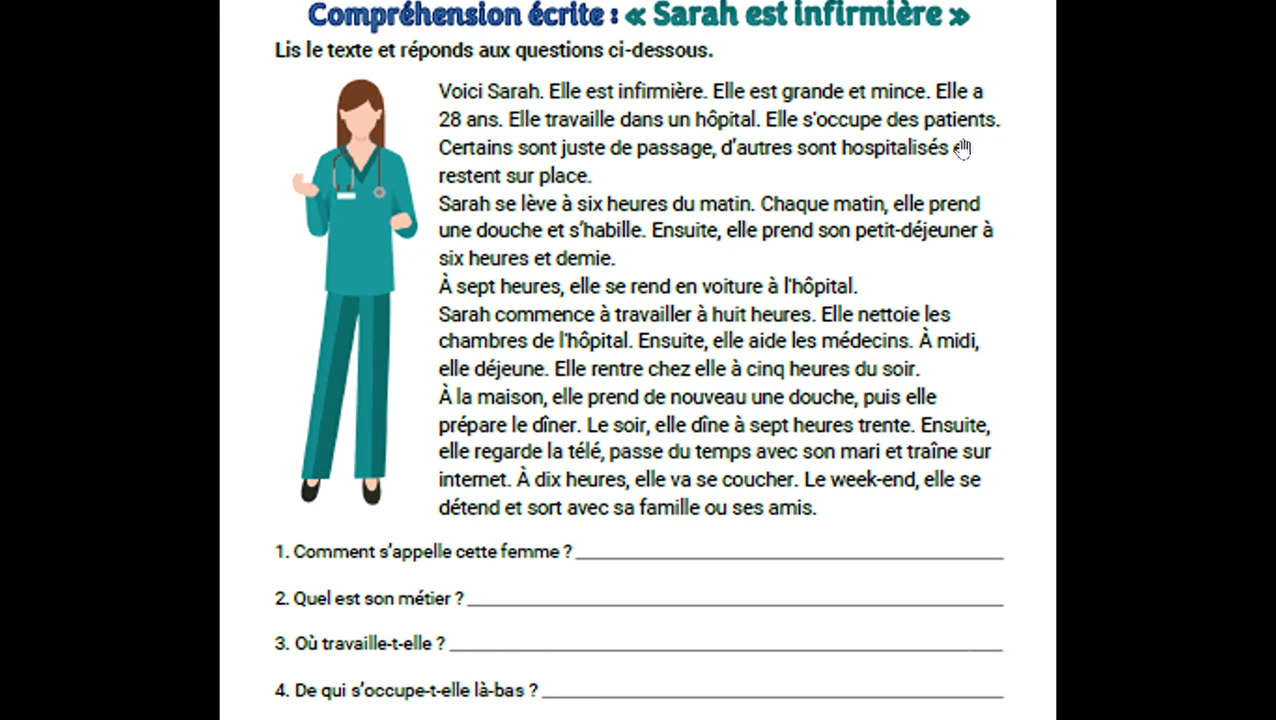 Compréhension écrite : « Sarah est infirmière »
Lis le texte et réponds aux questions ci-dessous.
Voici Sarah. Elle est infirmière. Elle est grande et mince. Elle a
28 ans. Elle travaille dans un hôpital. Elle s'occupe des patients.
Certains sont juste de passage, d'autres sont hospitalisés
restent sur place.
Sarah se lève à six heures du matin. Chaque matin, elle prend
une douche et s’habille. Ensuite, elle prend son petit-déjeuner à
six heures et demie.
À sept heures, elle se rend en voiture à l'hôpital.
Sarah commence à travailler à huit heures. Elle nettoie les
chambres de l'hôpital. Ensuite, elle aide les médecins. À midi,
elle déjeune. Elle rentre chez elle à cinq heures du soir.
À la maison, elle prend de nouveau une douche, puis elle
prépare le dîner. Le soir, elle dîne à sept heures trente. Ensuite,
elle regarde la télé, passe du temps avec son mari et traîne sur
internet. À dix heures, elle va se coucher. Le week-end, elle se
détend et sort avec sa famille ou ses amis.
1. Comment s’appelle cette femme ?
2. Quel est son métier ?
3. Où travaille-t-elle ?
4. De qui s’occupe-t-elle là-bas ?